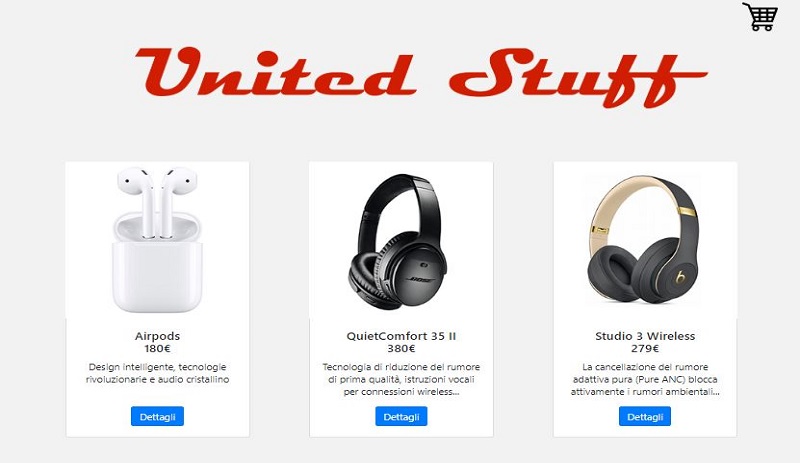 United Stuff
Airpods
180€
Design intelligente, tecnologie
rivoluzionarie e audio cristallino
Dettagli
BOSE
QuietComfort 35 II
380€
Tecnologia di riduzione del rumore
di prima qualità, istruzioni vocali
per connessioni wireless...
Dettagli
b
Studio 3 Wireless
279€
La cancellazione del rumore
adattiva pura (Pure ANC) blocca
attivamente i rumori ambientali...
Dettagli